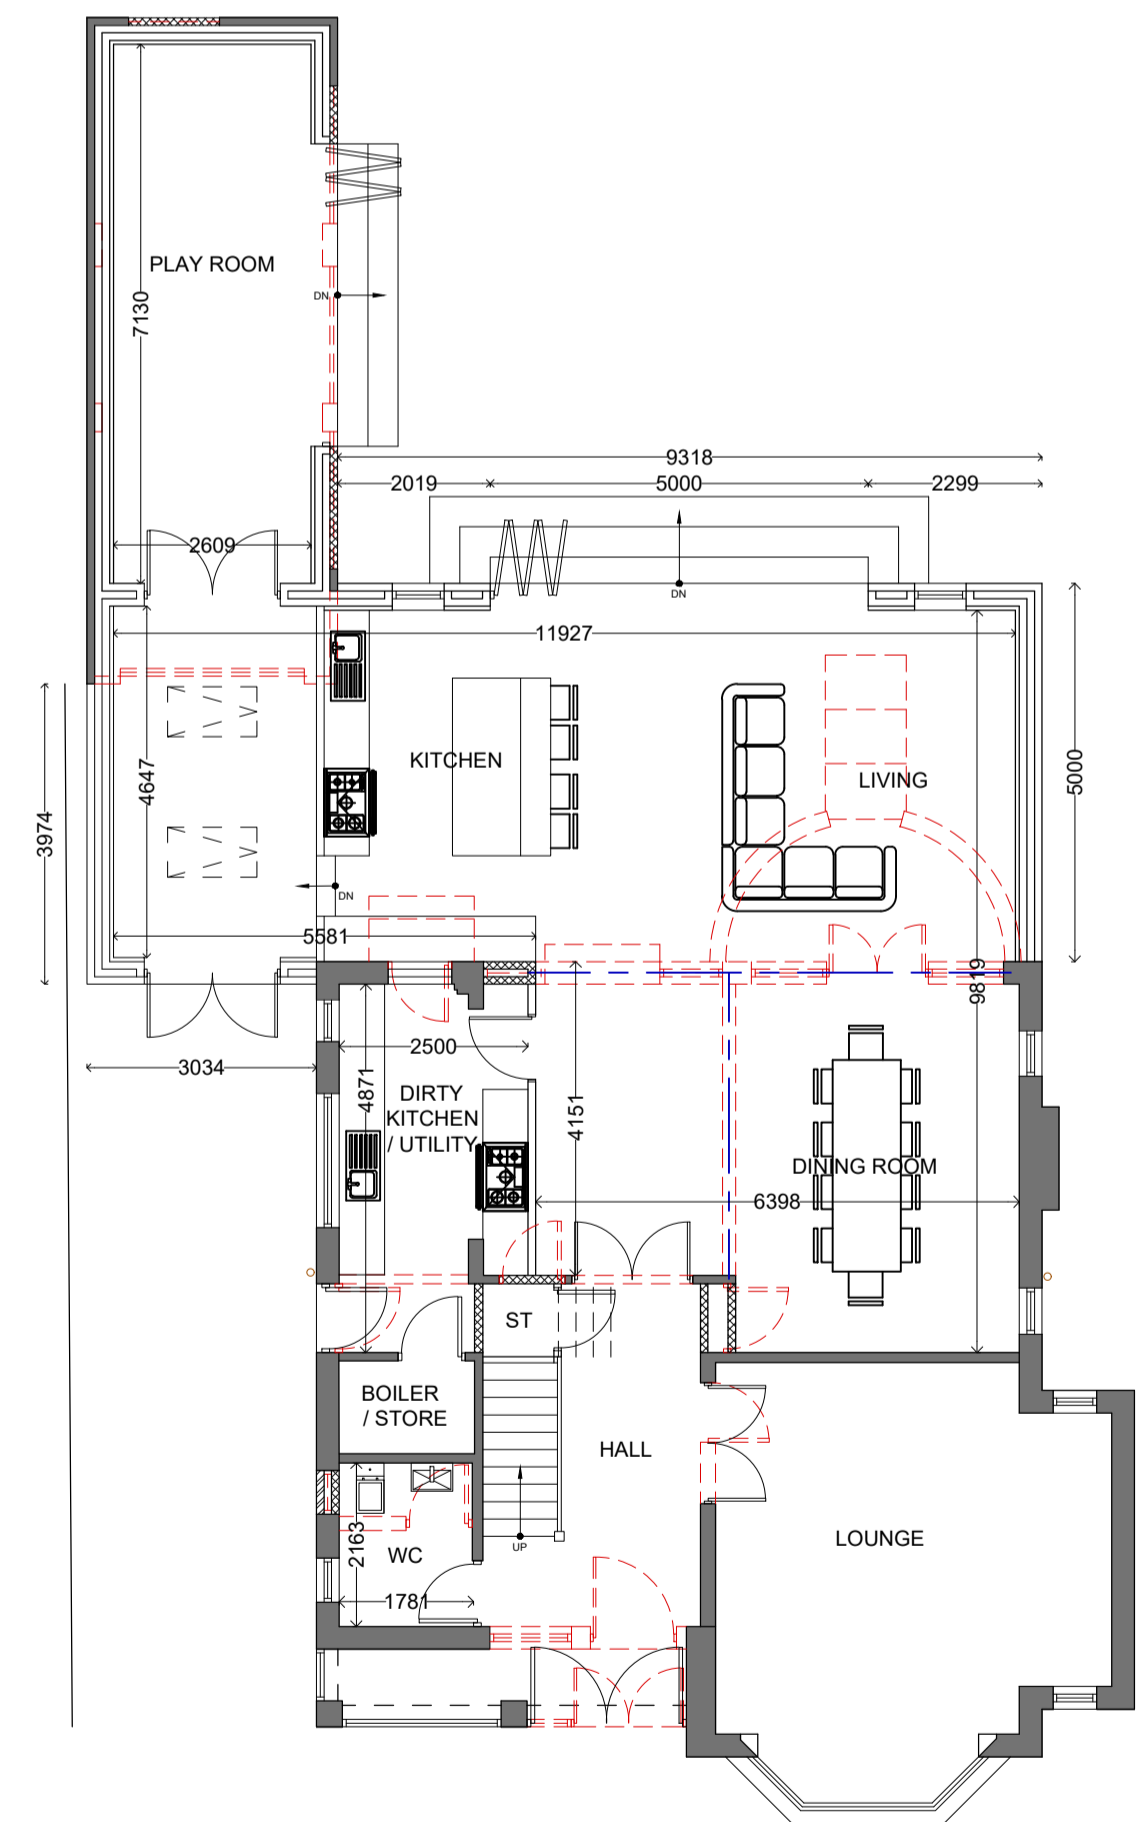 PLAY ROOM
7130
DN
9318
2019
5000
2299
2609
DN
11927
KITCHEN
LIVING
4647
5000
3974
DN
5581
9819
2500
3034
4871
DIRTY
KITCHEN
/ UTILITY
4151
DINING ROOM
6398
ST
BOILER
/ STORE
HALL
LOUNGE
2163
WC
UP
1781